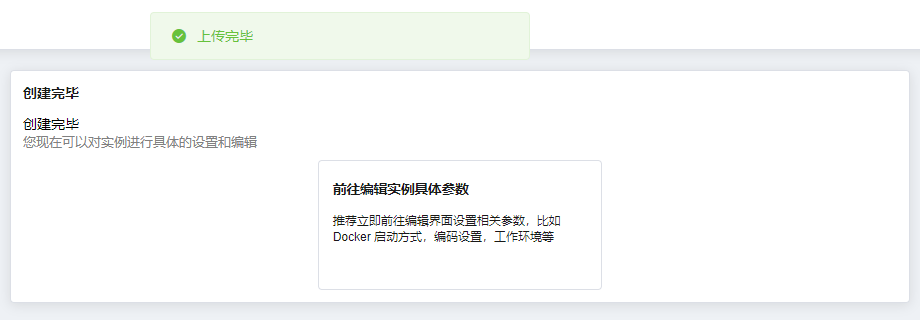 上传完毕
创建完毕
创建完毕
您现在可以对实例进行具体的设置和编辑
前往编辑实例具体参数
推荐立即前往编辑界面设置相关参数，比如
Docker 启动方式，编码设置，工作环境等